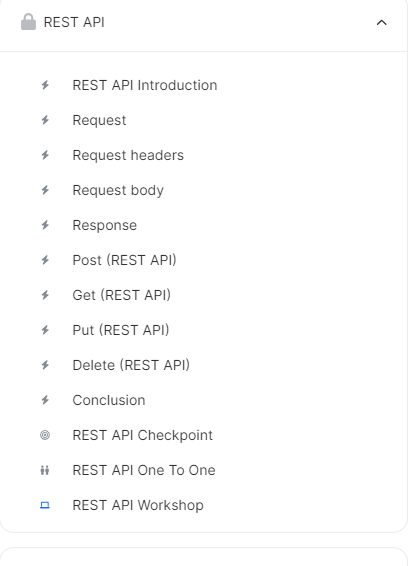 REST API
REST API Introduction
Request
Request headers
Request body
Response
Post (REST API)
Get (REST API)
Put (REST API)
Delete (REST API)
Conclusion
REST API Checkpoint
REST API One To One
REST API Workshop